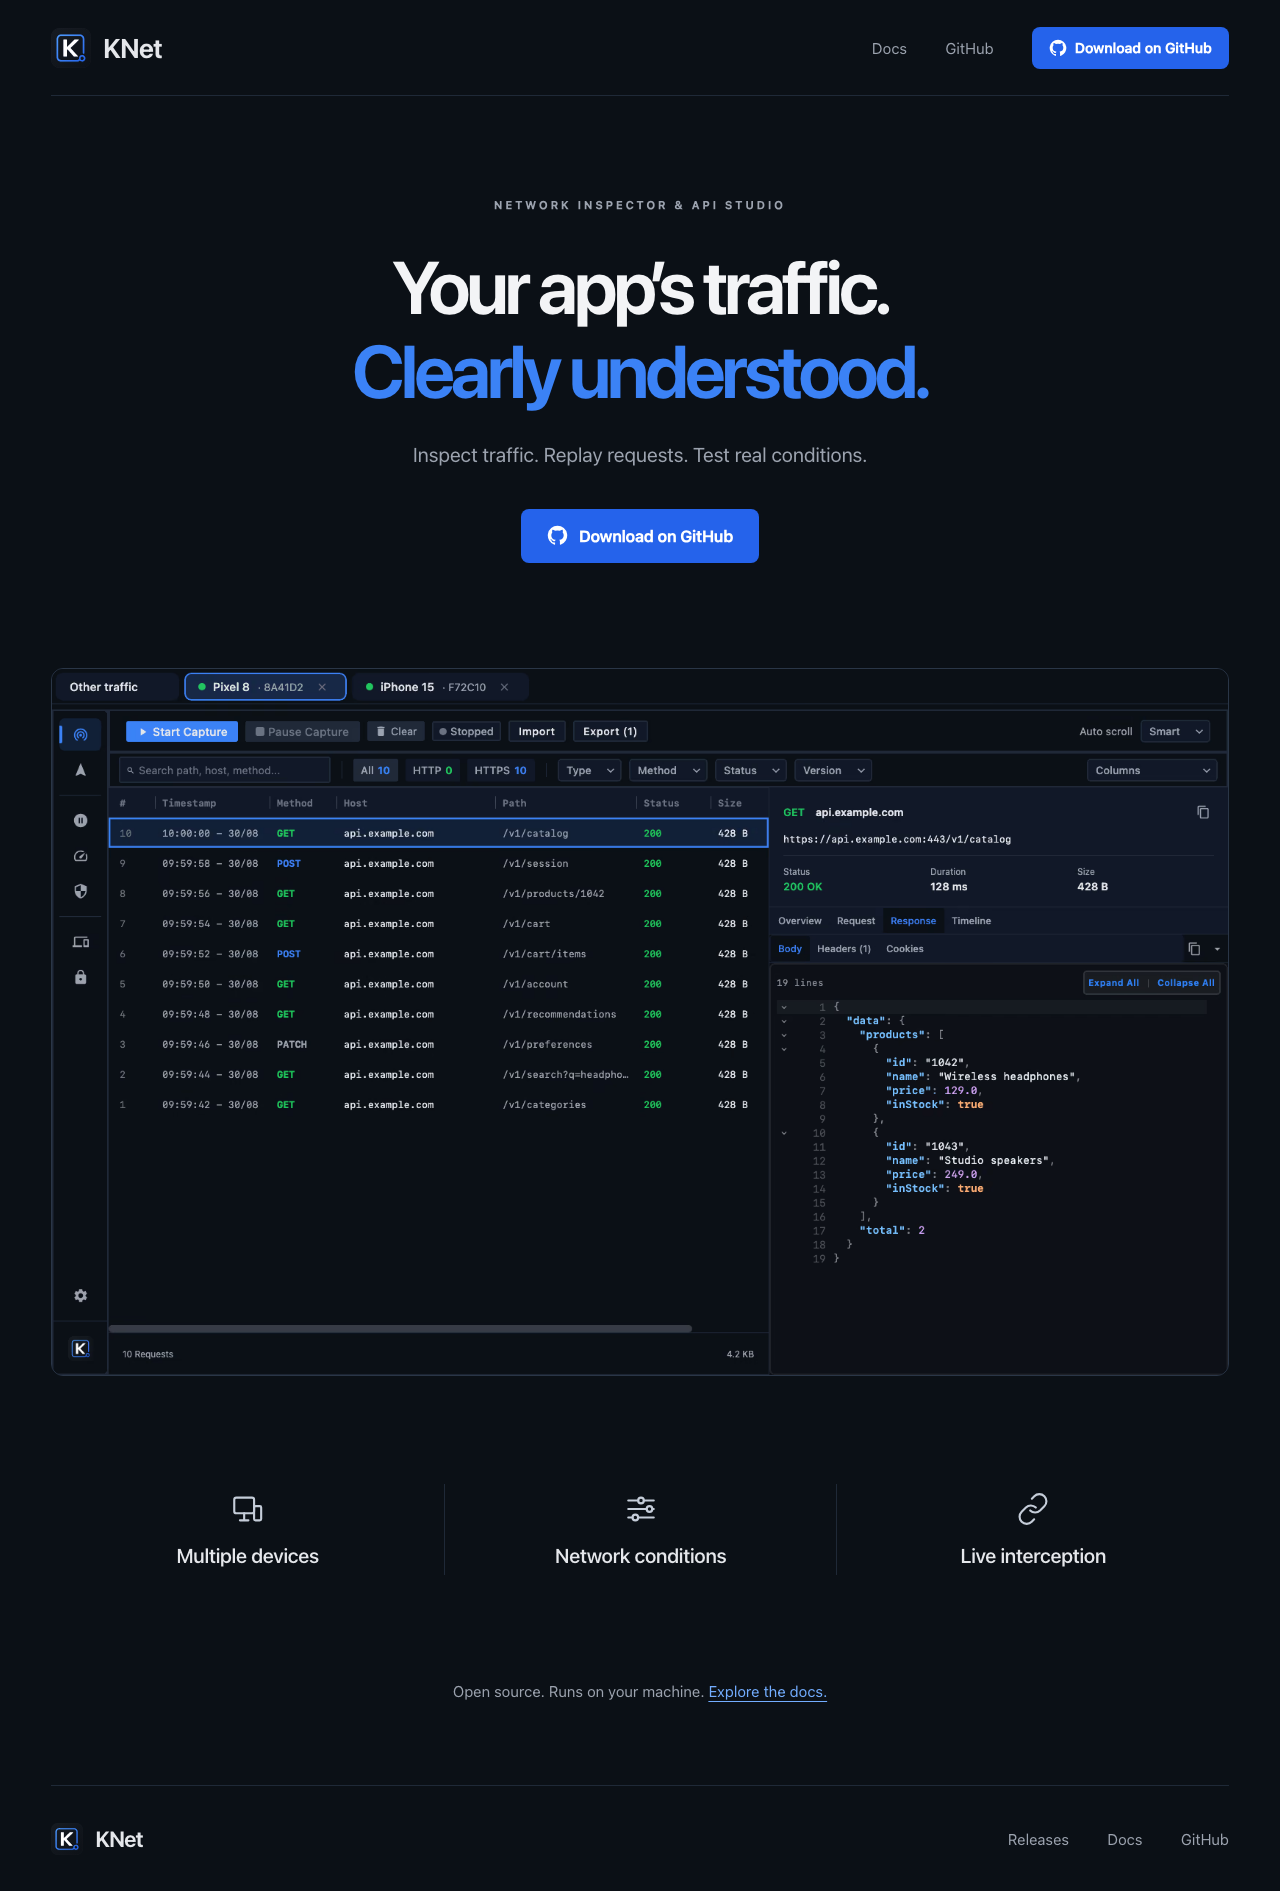 KNet
Docs
GitHub
Download on GitHub
NETWORK INSPECTOR & API STUDIO
Your app’s traffic.
Clearly understood.
Inspect traffic. Replay requests. Test real conditions.
Download on GitHub
Other traffic
Pixel 8 · 8A41D2 ×
iPhone 15 · F72C10 ×
Start Capture
Pause Capture
Clear
Stopped
Import
Export (1)
Auto scroll
Smart
Search path, host, method...
All 10
HTTP 0
HTTPS 10
Type
Method
Status
Version
Columns
# Timestamp Method Host Path Status Size
10 10:00:00 – 30/08 GET api.example.com /v1/catalog 200 428 B
9 09:59:58 – 30/08 POST api.example.com /v1/session 200 428 B
8 09:59:56 – 30/08 GET api.example.com /v1/products/1042 200 428 B
7 09:59:54 – 30/08 GET api.example.com /v1/cart 200 428 B
6 09:59:52 – 30/08 POST api.example.com /v1/cart/items 200 428 B
5 09:59:50 – 30/08 GET api.example.com /v1/account 200 428 B
4 09:59:48 – 30/08 GET api.example.com /v1/recommendations 200 428 B
3 09:59:46 – 30/08 PATCH api.example.com /v1/preferences 200 428 B
2 09:59:44 – 30/08 GET api.example.com /v1/search?q=headpho… 200 428 B
1 09:59:42 – 30/08 GET api.example.com /v1/categories 200 428 B
10 Requests
4.2 KB
GET api.example.com
https://api.example.com:443/v1/catalog
Status Duration Size
200 OK 128 ms 428 B
Overview Request Response Timeline
Body Headers (1) Cookies
19 lines
Expand All | Collapse All
1 {
2 "data": {
3 "products": [
4 {
5 "id": "1042",
6 "name": "Wireless headphones",
7 "price": 129.0,
8 "inStock": true
9 },
10 {
11 "id": "1043",
12 "name": "Studio speakers",
13 "price": 249.0,
14 "inStock": true
15 }
16 ],
17 "total": 2
18 }
19 }
K
Multiple devices
Network conditions
Live interception
Open source. Runs on your machine. Explore the docs.
K
KNet
Releases
Docs
GitHub